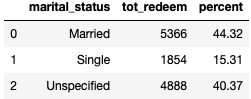 marital_status tot_redeem percent
0 Married 5366 44.32
1 Single 1854 15.31
2 Unspecified 4888 40.37